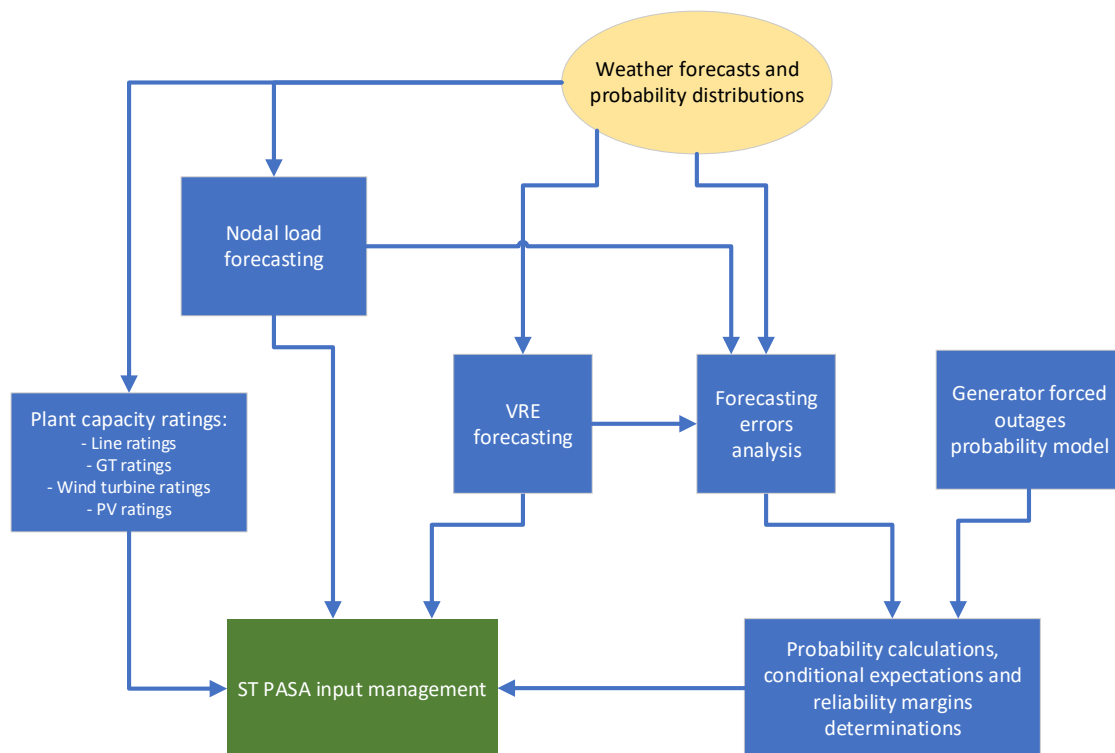 Weather forecasts and
probability distributions
Nodal load
forecasting
Plant capacity ratings:
- Line ratings
- GT ratings
- Wind turbine ratings
- PV ratings
VRE
forecasting
Forecasting
errors
analysis
Generator forced
outages
probability model
ST PASA input management
Probability calculations,
conditional expectations and
reliability margins
determinations